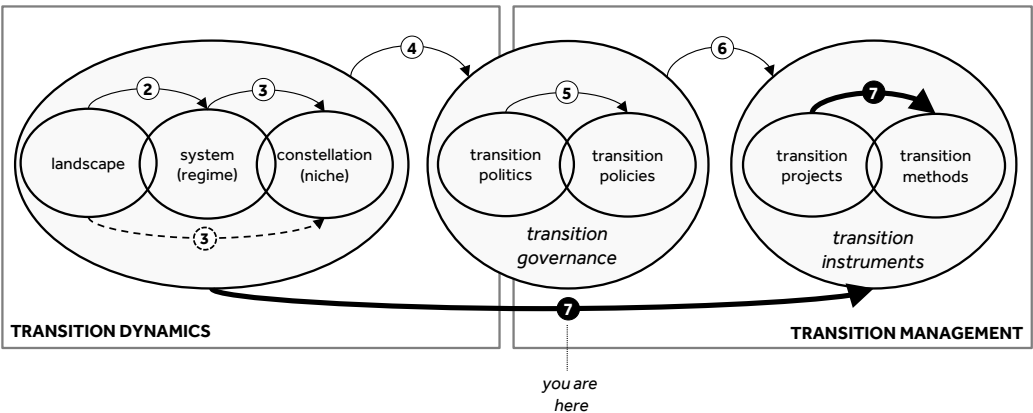 4
6
2
3
5
7
landscape
system
(regime)
constellation
(niche)
transition
politics
transition
policies
transition
projects
transition
methods
3
transition
governance
transition
instruments
7
TRANSITION DYNAMICS
TRANSITION MANAGEMENT
you are
here